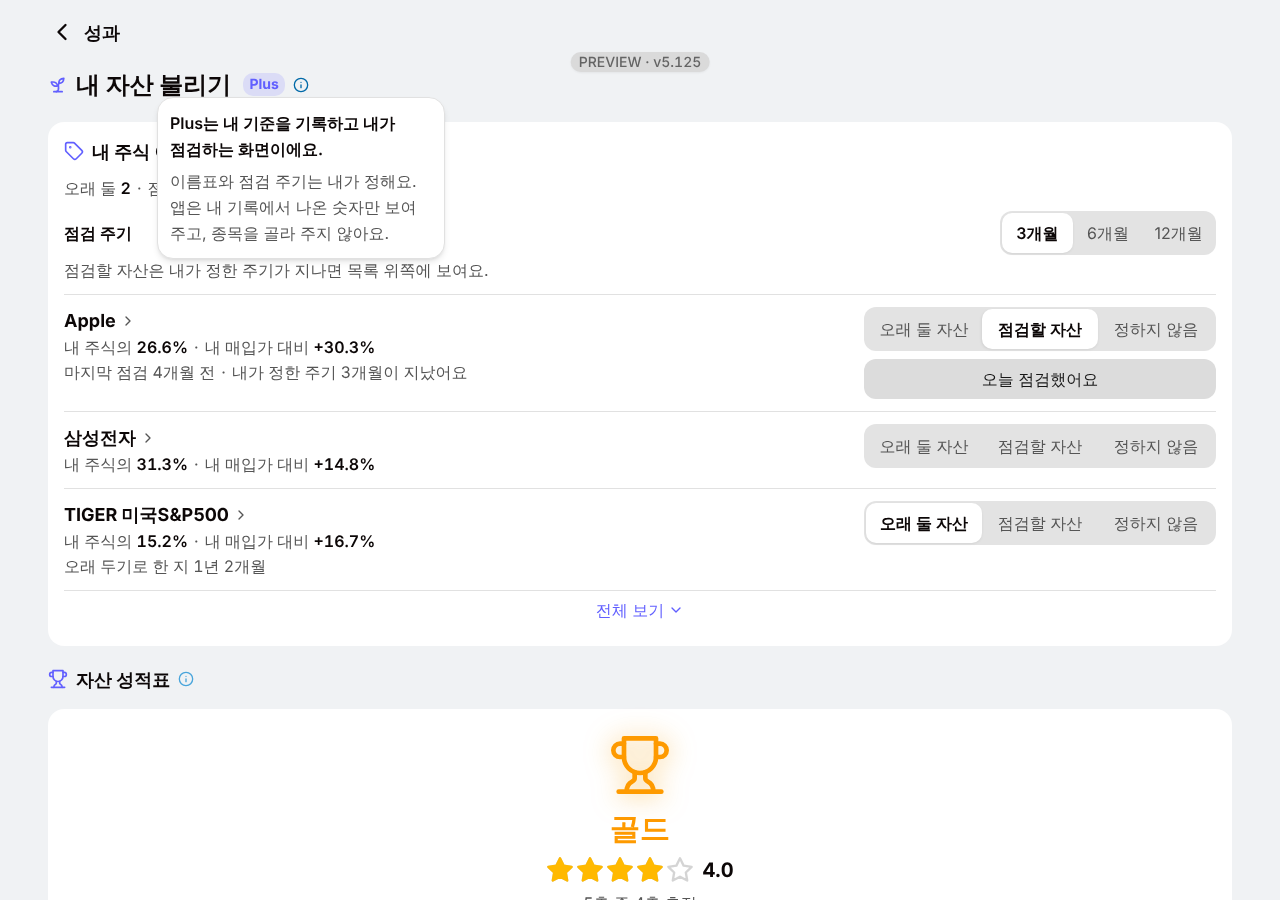 성과
PREVIEW · v5.125
내 자산 불리기 Plus
Plus는 내 기준을 기록하고 내가
점검하는 화면이에요.
이름표와 점검 주기는 내가 정해요.
앱은 내 기록에서 나온 숫자만 보여
주고, 종목을 골라 주지 않아요.
내 주식
오래 둘 2 ·
점검 주기
3개월 6개월 12개월
점검할 자산은 내가 정한 주기가 지나면 목록 위쪽에 보여요.
Apple
오래 둘 자산 점검할 자산 정하지 않음
내 주식의 26.6% · 내 매입가 대비 +30.3%
마지막 점검 4개월 전 · 내가 정한 주기 3개월이 지났어요
오늘 점검했어요
삼성전자
오래 둘 자산 점검할 자산 정하지 않음
내 주식의 31.3% · 내 매입가 대비 +14.8%
TIGER 미국S&P500
오래 둘 자산 점검할 자산 정하지 않음
내 주식의 15.2% · 내 매입가 대비 +16.7%
오래 두기로 한 지 1년 2개월
전체 보기
자산 성적표
골드
4.0